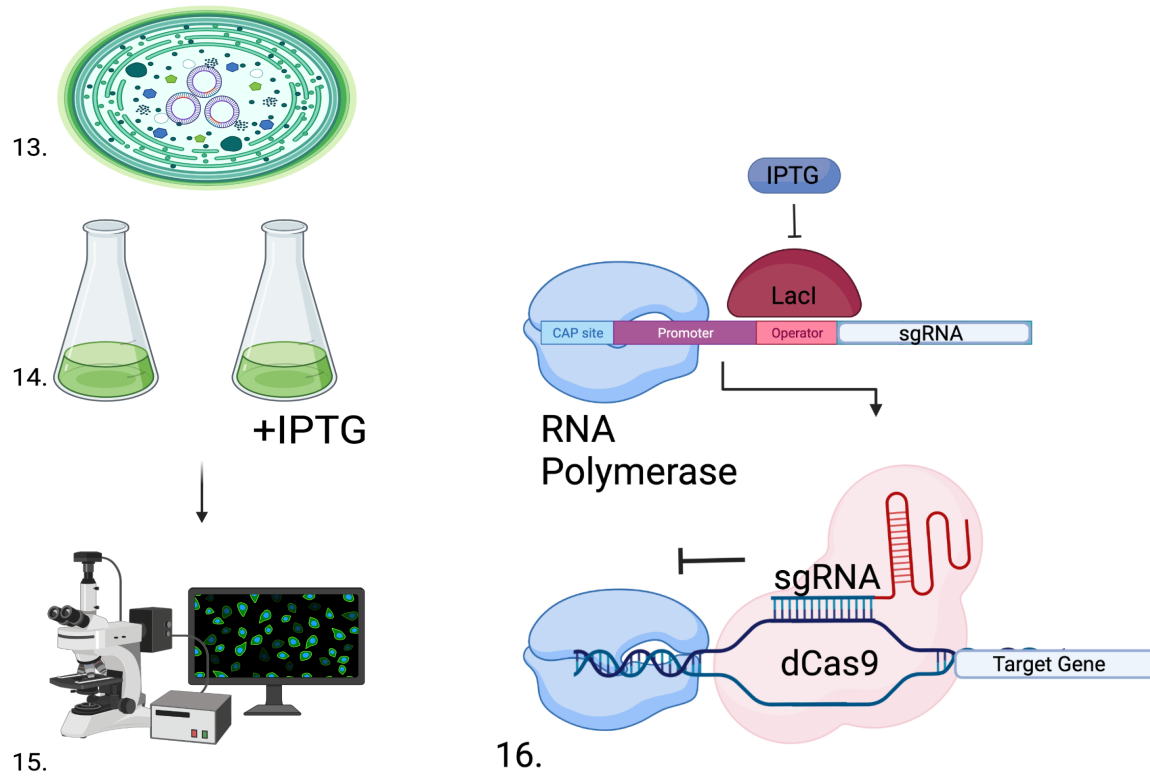 13.
14.
+IPTG
15.
IPTG
LacI
CAP site
Promoter
Operator
sgRNA
RNA
Polymerase
sgRNA
dCas9
Target Gene
16.